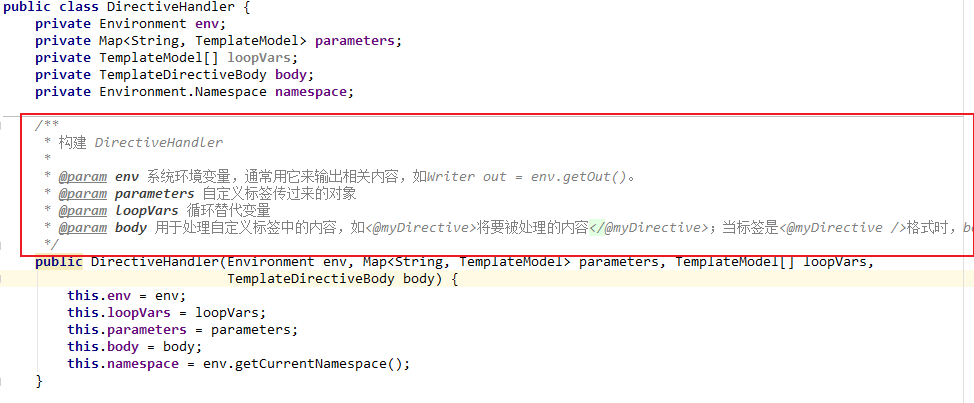 public class DirectiveHandler {
    private Environment env;
    private Map<String, TemplateModel> parameters;
    private TemplateModel[] loopVars;
    private TemplateDirectiveBody body;
    private Environment.Namespace namespace;
    /**
     * 构建 DirectiveHandler
     *
     * @param env 系统环境变量，通常用它来输出相关内容，如Writer out = env.getOut()。
     * @param parameters 自定义标签传过来的对象
     * @param loopVars 循环替代变量
     * @param body 用于处理自定义标签中的内容，如<@myDirective>将要被处理的内容</@myDirective>；当标签是<@myDirective />格式时，
     */
    public DirectiveHandler(Environment env, Map<String, TemplateModel> parameters, TemplateModel[] loopVars,
                            TemplateDirectiveBody body) {
        this.env = env;
        this.loopVars = loopVars;
        this.parameters = parameters;
        this.body = body;
        this.namespace = env.getCurrentNamespace();
    }